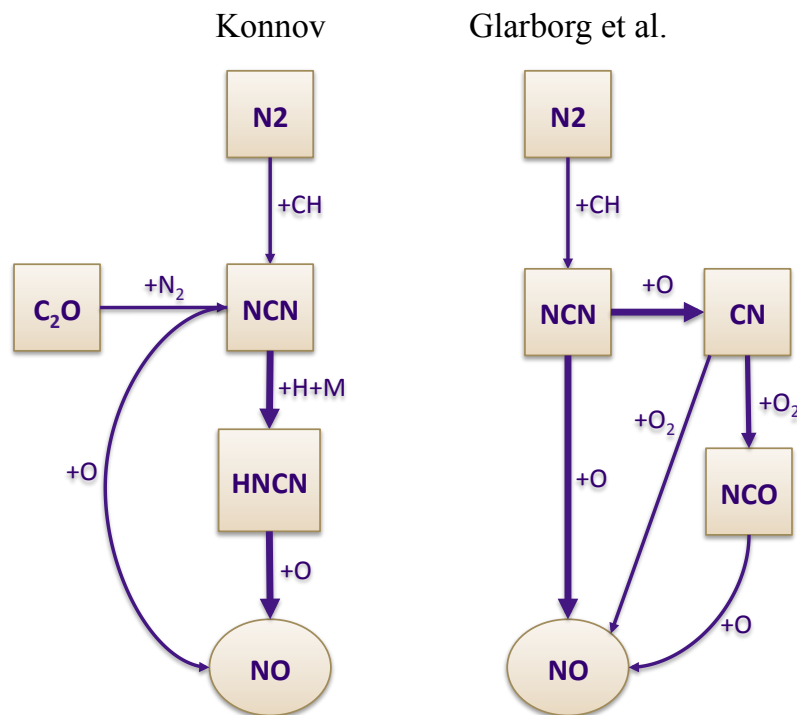 Konnov
Glarborg et al.
N2
N2
+CH
+CH
C₂O
+N₂
NCN
NCN
+O
CN
+H+M
+O₂
+O₂
+O
HNCN
+O
NCO
+O
+O
NO
NO